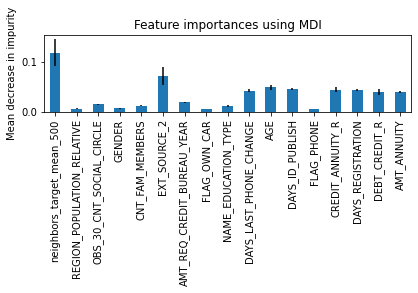 Feature importances using MDI
Mean decrease in impurity
0.1
0.0
neighbors_target_mean_500
REGION_POPULATION_RELATIVE
OBS_30_CNT_SOCIAL_CIRCLE
GENDER
CNT_FAM_MEMBERS
EXT_SOURCE_2
AMT_REQ_CREDIT_BUREAU_YEAR
FLAG_OWN_CAR
NAME_EDUCATION_TYPE
DAYS_LAST_PHONE_CHANGE
AGE
DAYS_ID_PUBLISH
FLAG_PHONE
CREDIT_ANNUITY_R
DAYS_REGISTRATION
DEBT_CREDIT_R
AMT_ANNUITY